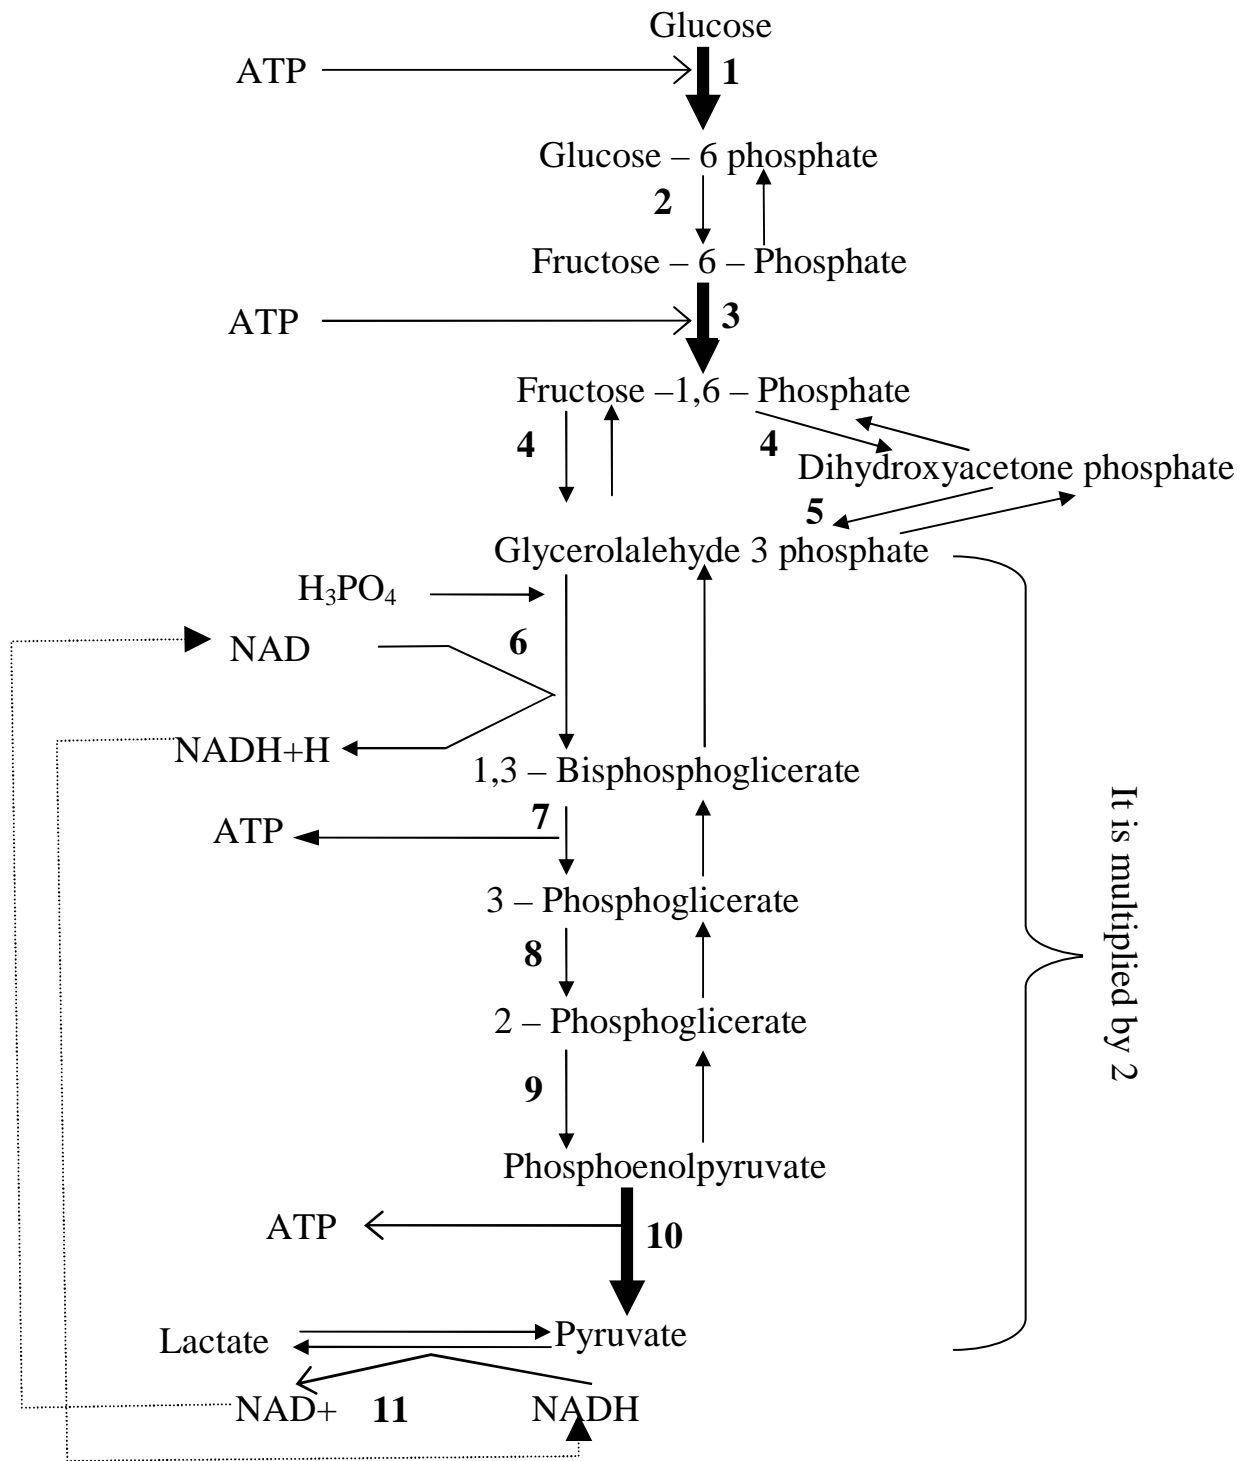 Glucose
ATP
1
Glucose – 6 phosphate
2
Fructose – 6 – Phosphate
ATP
3
Fructose –1,6 – Phosphate
4
4
Dihydroxyacetone phosphate
5
Glycerolalehyde 3 phosphate
H₃PO₄
6
NAD
NADH+H
1,3 – Bisphosphoglicerate
7
ATP
It is multiplied by 2
3 – Phosphoglicerate
8
2 – Phosphoglicerate
9
Phosphoenolpyruvate
ATP
10
Lactate
Pyruvate
NAD+
11
NADH